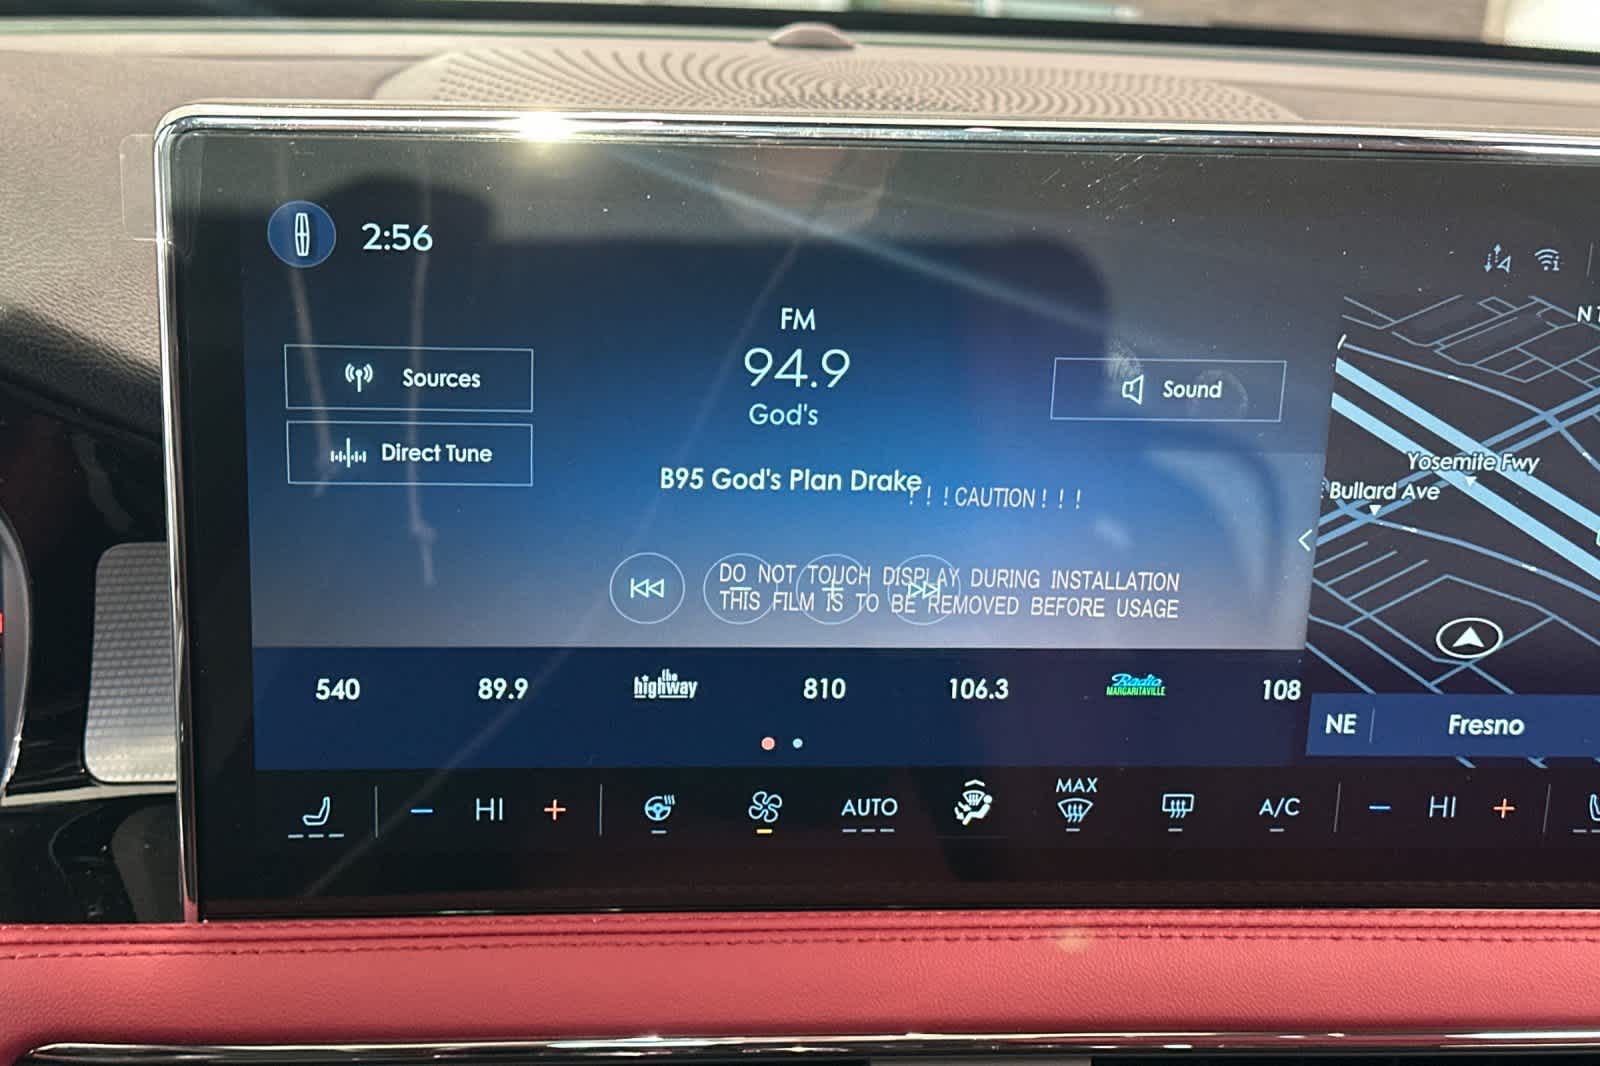 2:56
FM
94.9
God's
Sources
Direct Tune
Sound
B95 God's Plan Drake
! ! ! CAUTION ! ! !
DO NOT TOUCH DISPLAY DURING INSTALLATION
THIS FILM IS TO BE REMOVED BEFORE USAGE
540
89.9
the highway
810
106.3
Radio
MARGARITAVILLE
108
N
Yosemite Fwy
Bullard Ave
NE
Fresno
HI
AUTO
MAX
A/C
HI